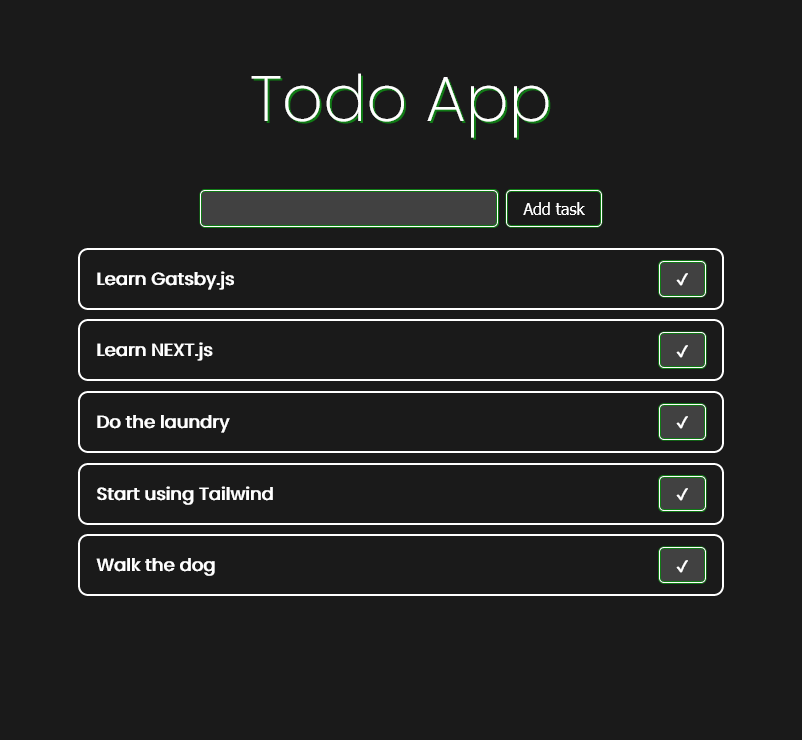 Todo App
Add task
Learn Gatsby.js
✓
Learn NEXT.js
✓
Do the laundry
✓
Start using Tailwind
✓
Walk the dog
✓